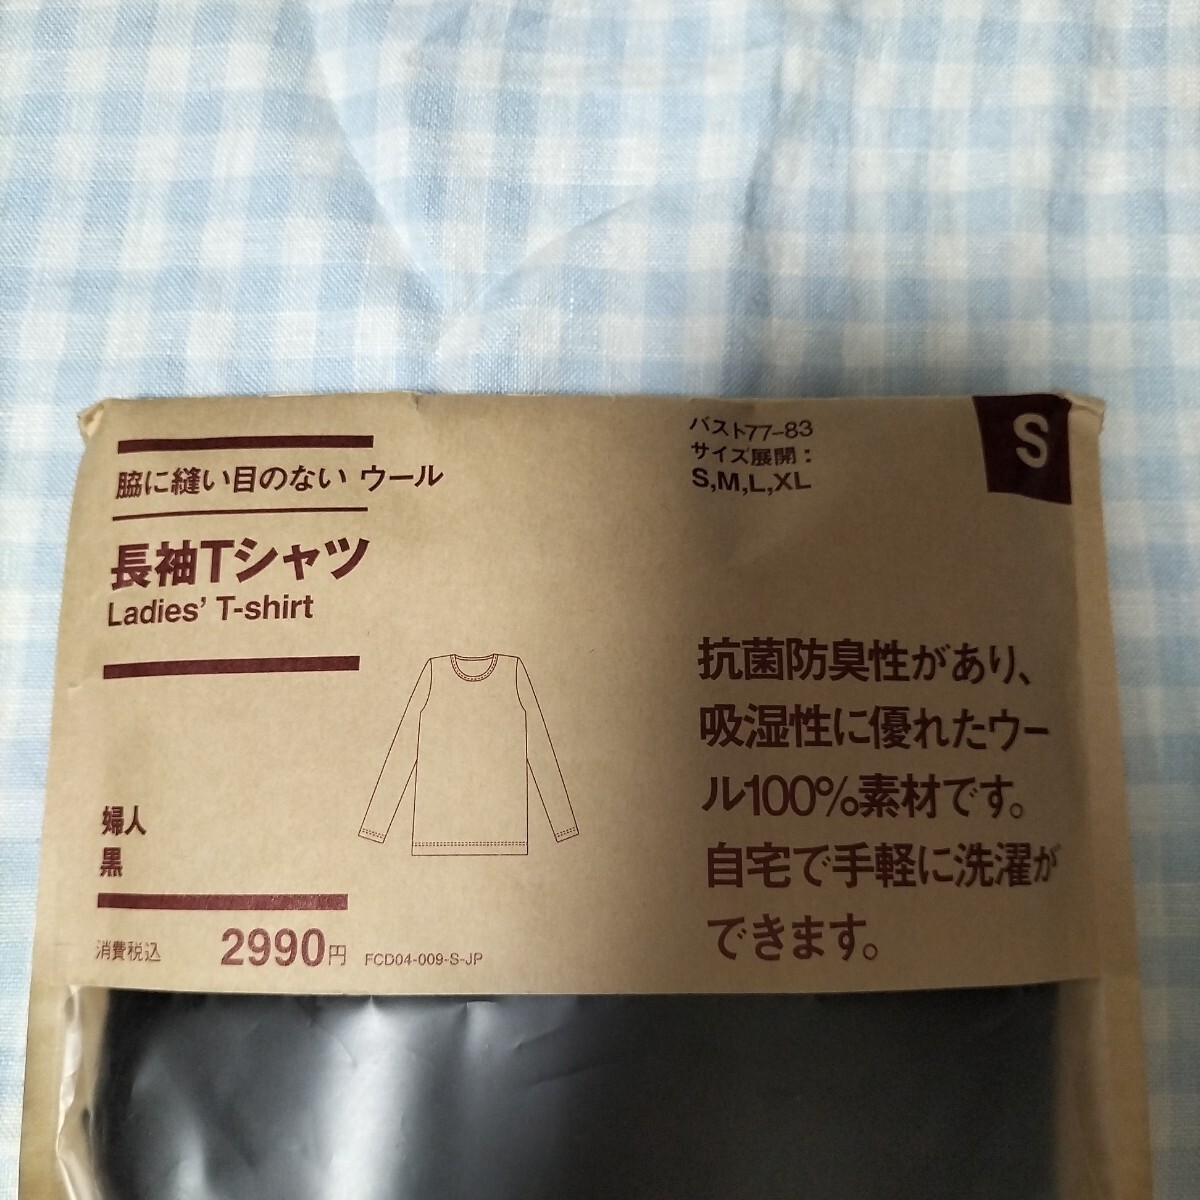 脇に縫い目のない ウール
長袖Tシャツ
Ladies' T-shirt
婦人
黒
消費税込 2990円 FCD04-009-S-JP
バスト77-83
サイズ展開：
S,M,L,XL
S
抗菌防臭性があり、
吸湿性に優れたウー
ル100%素材です。
自宅で手軽に洗濯が
できます。